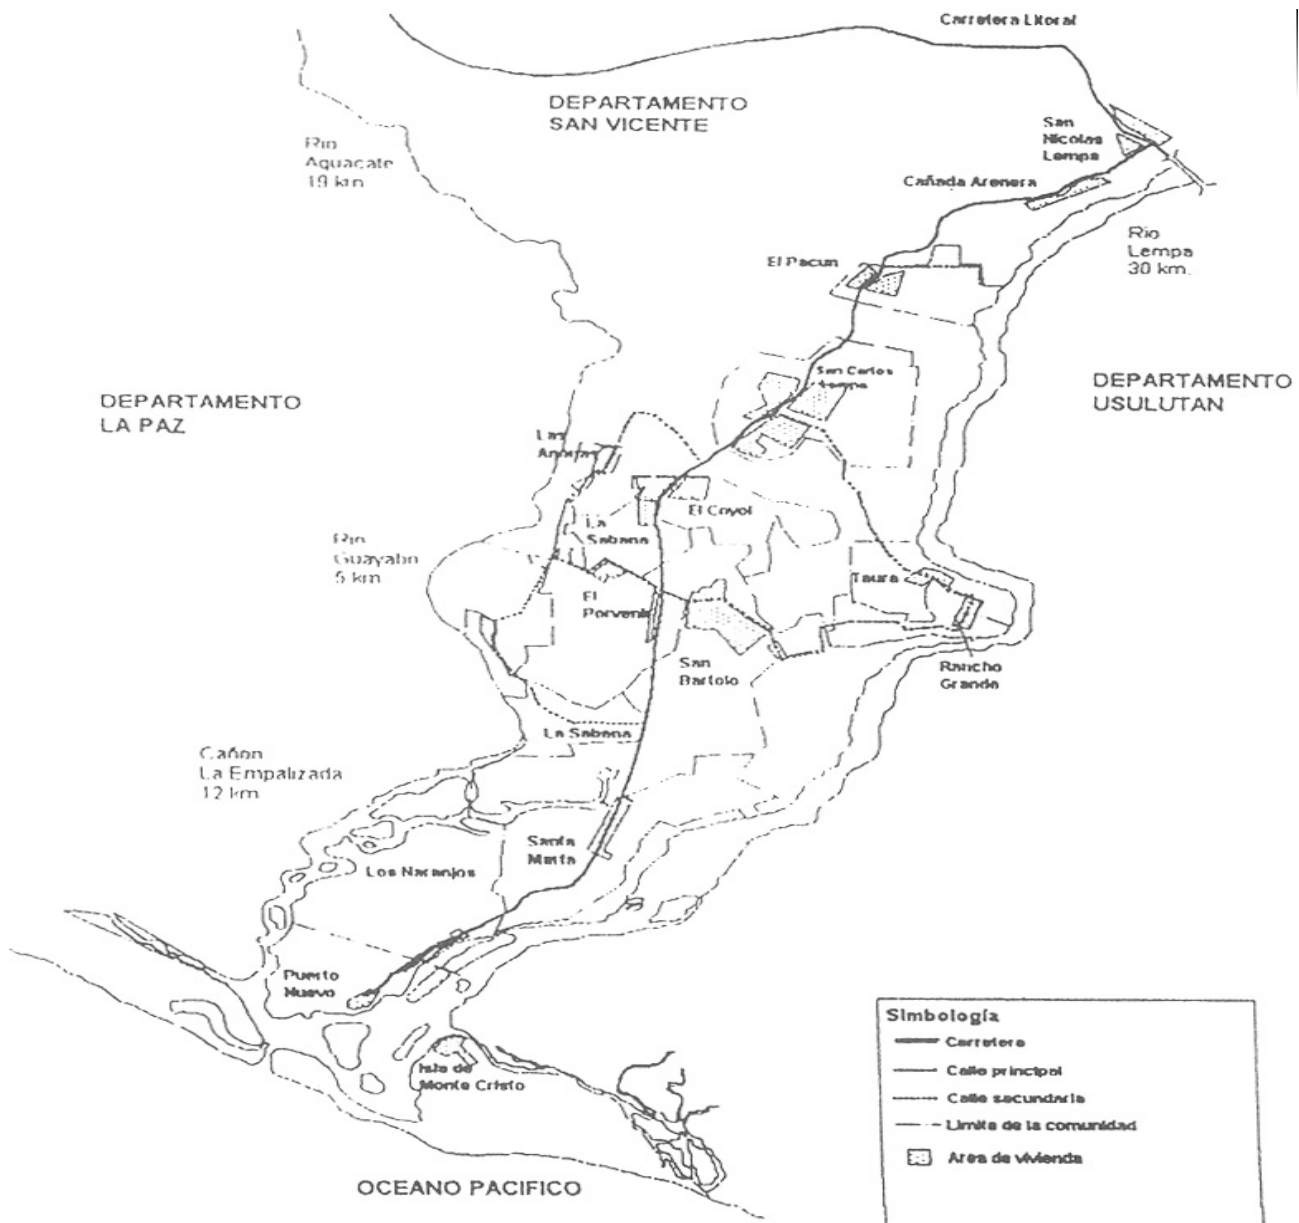 Carretera Litoral
DEPARTAMENTO
SAN VICENTE
San
Nicolas
Lempa
Rio
Aguacate
19 km
Cañada Arenera
Rio
Lempa
30 km.
El Pacun
San Carlos
Lempa
DEPARTAMENTO
USULUTAN
DEPARTAMENTO
LA PAZ
Las
El Coyol
La
Sabana
Rio
5 km
Taura
El
Porvenir
San
Bartolo
Rancho
Grande
La Sabana
Cañon
La Empalizada
12 km
Santa
Marta
Los Naranjos
Puerto
Nuevo
Isla de
Monte Cristo
OCEANO PACIFICO
Simbología
Carretera
Calle principal
Calle secundaria
Limite de la comunidad
Area de vivienda